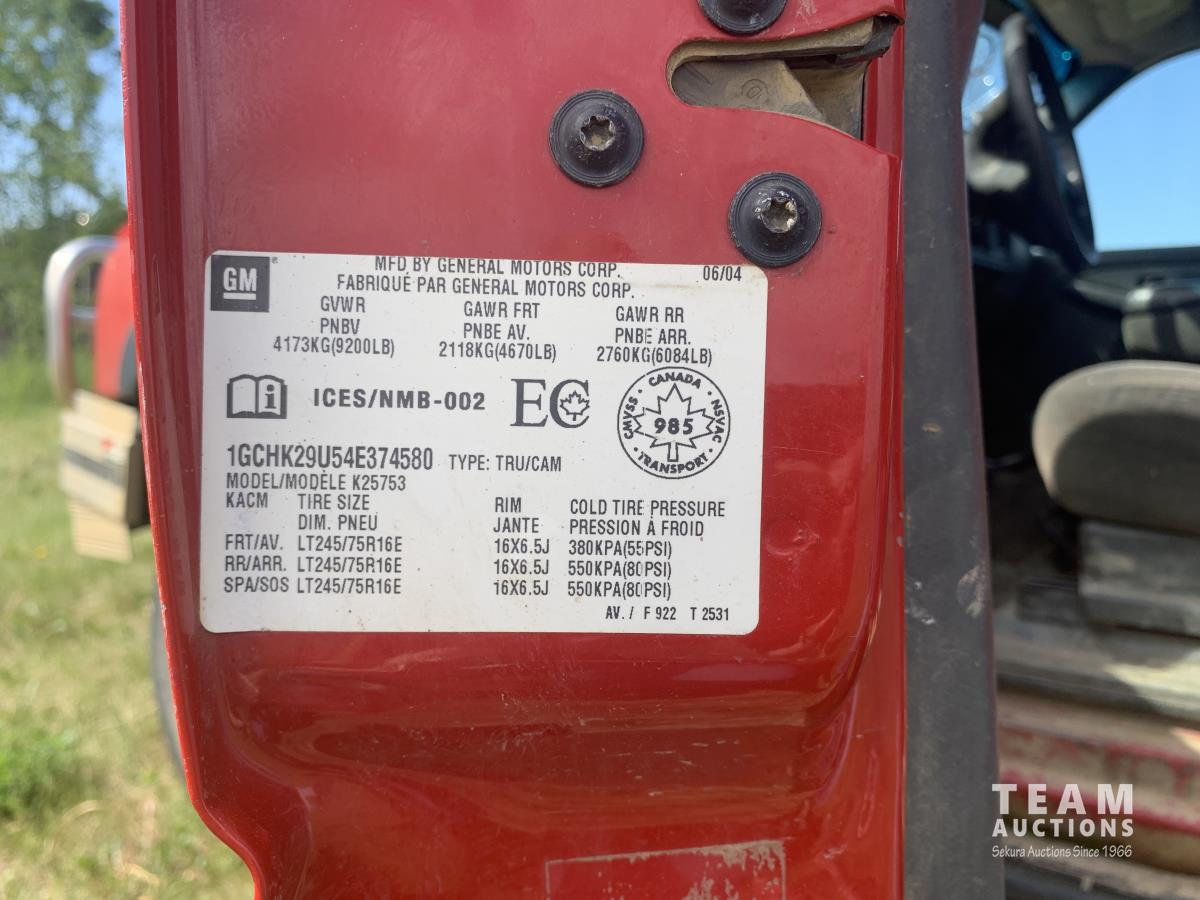 GM
MFD BY GENERAL MOTORS CORP. 06/04
FABRIQUÉ PAR GENERAL MOTORS CORP.
GVWR GAWR FRT GAWR RR
PNBV PNBE AV. PNBE ARR.
4173KG(9200LB) 2118KG(4670LB) 2760KG(6084LB)
i ICES/NMB-002 EC
CANADA
CMVSS 985 NSVAC
TRANSPORT
1GCHK29U54E374580 TYPE: TRU/CAM
MODEL/MODÈLE K25753
KACM TIRE SIZE RIM COLD TIRE PRESSURE
DIM. PNEU JANTE PRESSION À FROID
FRT/AV. LT245/75R16E 16X6.5J 380KPA(55PSI)
RR/ARR. LT245/75R16E 16X6.5J 550KPA(80PSI)
SPA/SOS LT245/75R16E 16X6.5J 550KPA(80PSI)
AV./ F 922 T 2531
TEAM
AUCTIONS
Sekura Auctions Since 1966